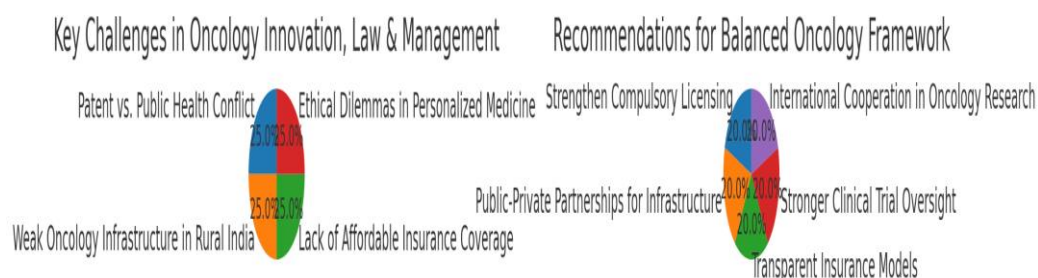 Key Challenges in Oncology Innovation, Law & Management
Patent vs. Public Health Conflict
Ethical Dilemmas in Personalized Medicine
25.0%
25.0%
25.0%
25.0%
Weak Oncology Infrastructure in Rural India
Lack of Affordable Insurance Coverage
Recommendations for Balanced Oncology Framework
Strengthen Compulsory Licensing
International Cooperation in Oncology Research
20.0%
20.0%
Public-Private Partnerships for Infrastructure
20.0%
20.0%
Stronger Clinical Trial Oversight
20.0%
Transparent Insurance Models